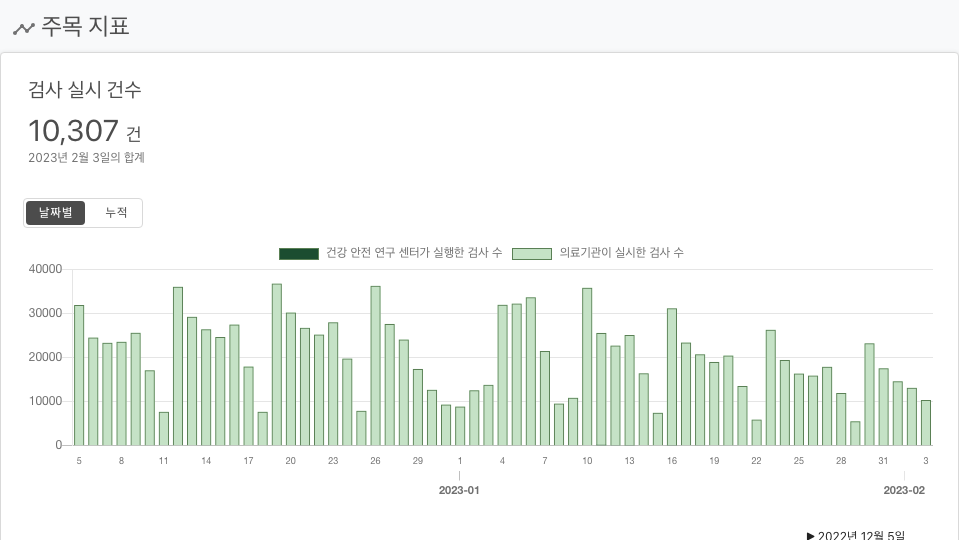 주목 지표
검사 실시 건수
10,307 건
2023년 2월 3일의 합계
날짜별 누적
건강 안전 연구 센터가 실행한 검사 수 의료기관이 실시한 검사 수
40000
30000
20000
10000
0
5 8 11 14 17 20 23 26 29 1 4 7 10 13 16 19 22 25 28 31 3
2023-01 2023-02
▶ 2022년 12월 5일